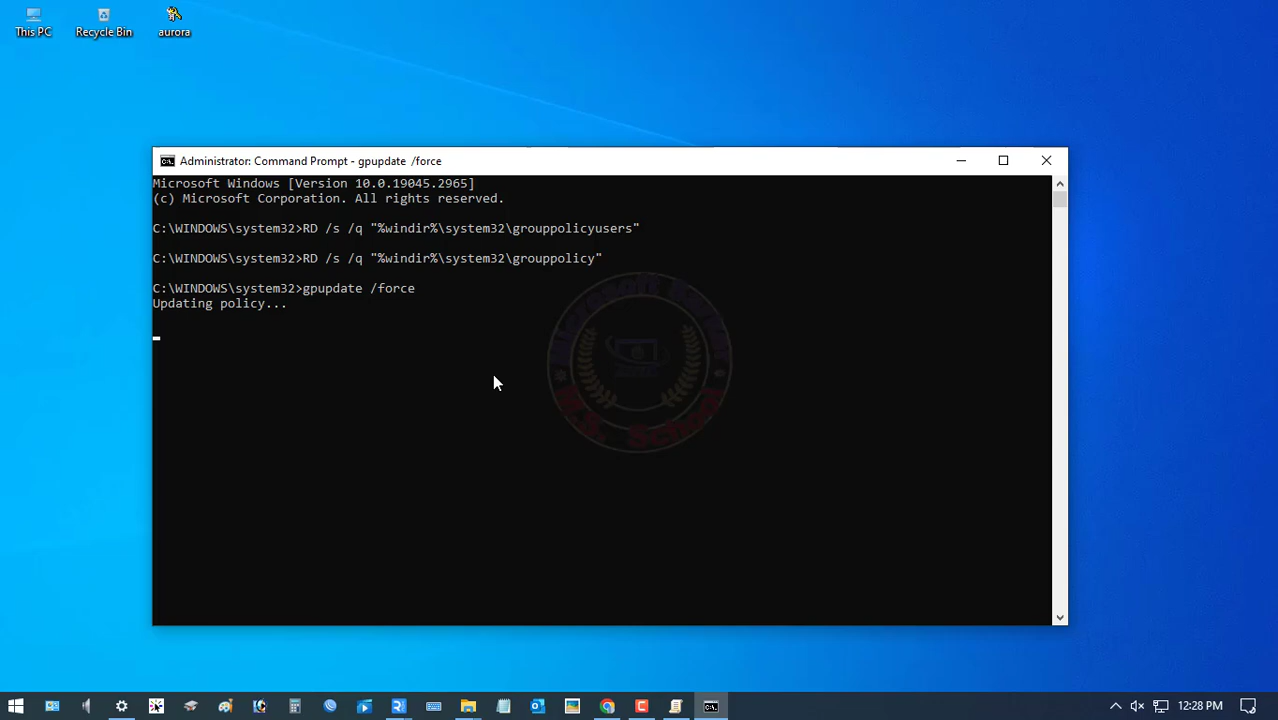 This PC
Recycle Bin
aurora
Administrator: Command Prompt - gpupdate  /force
Microsoft Windows [Version 10.0.19045.2965]
(c) Microsoft Corporation. All rights reserved.
C:\WINDOWS\system32>RD /s /q "%windir%\system32\grouppolicyusers"
C:\WINDOWS\system32>RD /s /q "%windir%\system32\grouppolicy"
C:\WINDOWS\system32>gpupdate /force
Updating policy...
School
12:28 PM